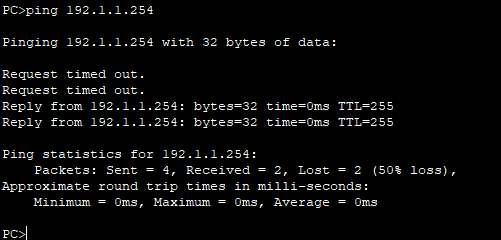 PC>ping 192.1.1.254
Pinging 192.1.1.254 with 32 bytes of data:
Request timed out.
Request timed out.
Reply from 192.1.1.254: bytes=32 time=0ms TTL=255
Reply from 192.1.1.254: bytes=32 time=0ms TTL=255
Ping statistics for 192.1.1.254:
    Packets: Sent = 4, Received = 2, Lost = 2 (50% loss),
Approximate round trip times in milli-seconds:
    Minimum = 0ms, Maximum = 0ms, Average = 0ms
PC>